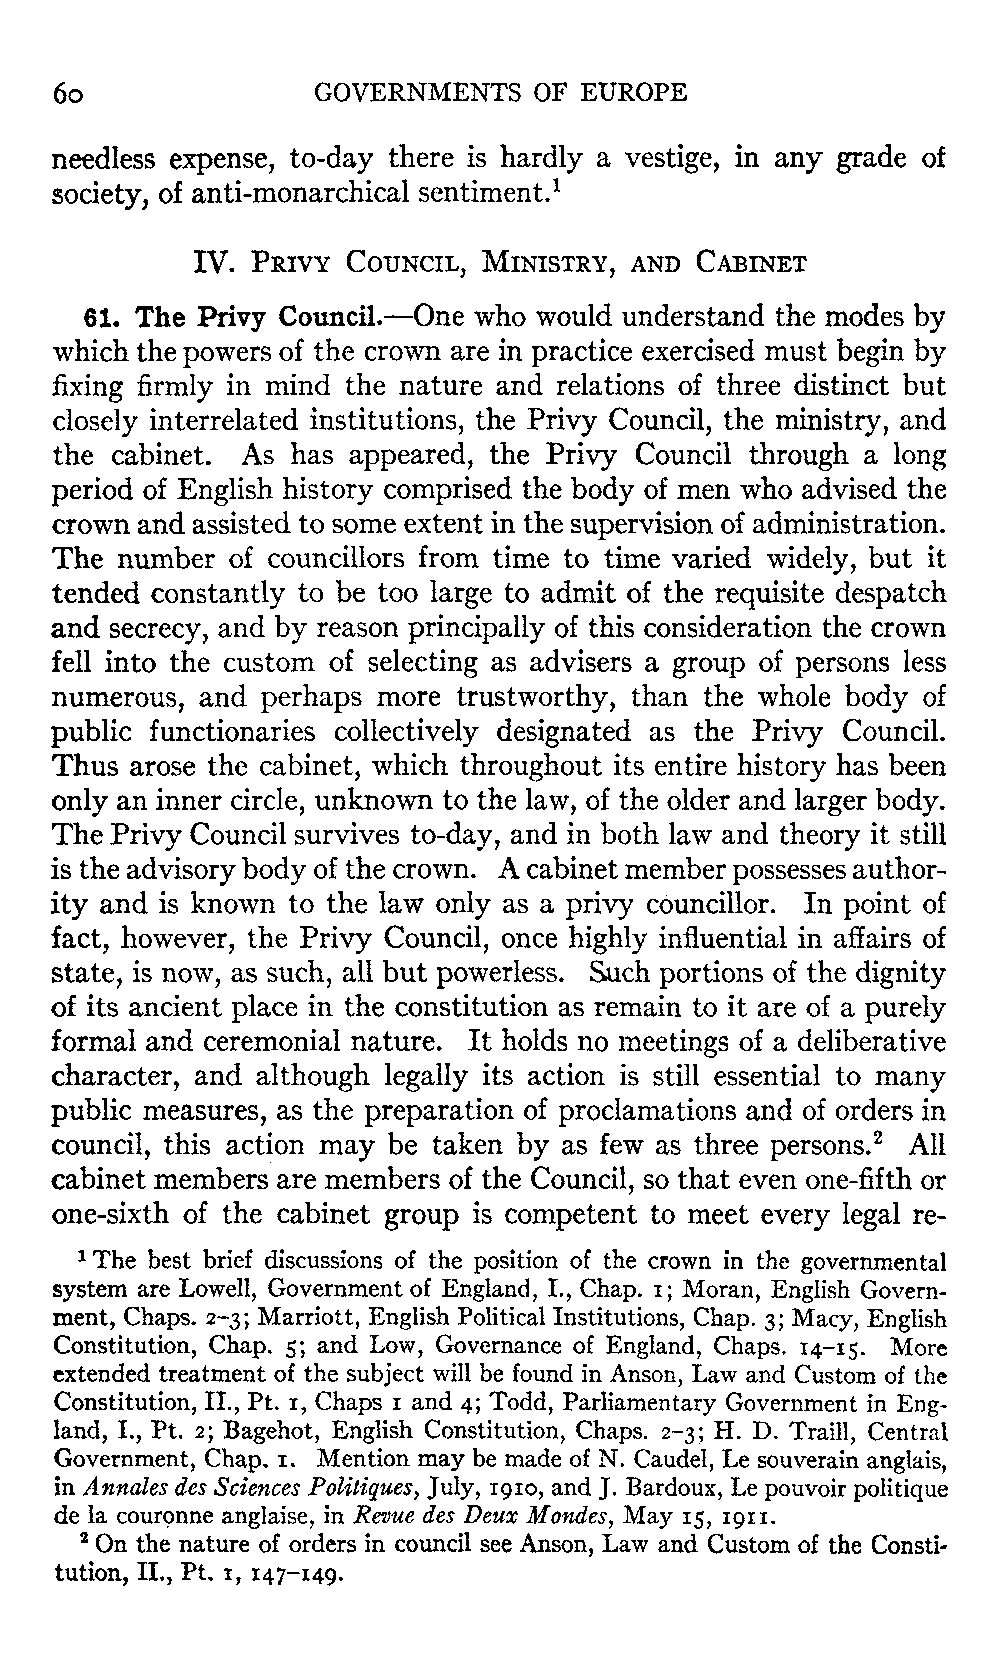 60 GOVERNMENTS OF EUROPE
needless expense, to-day there is hardly a vestige, in any grade of
society, of anti-monarchical sentiment.¹
IV. Privy Council, Ministry, and Cabinet
61. The Privy Council.—One who would understand the modes by
which the powers of the crown are in practice exercised must begin by
fixing firmly in mind the nature and relations of three distinct but
closely interrelated institutions, the Privy Council, the ministry, and
the cabinet. As has appeared, the Privy Council through a long
period of English history comprised the body of men who advised the
crown and assisted to some extent in the supervision of administration.
The number of councillors from time to time varied widely, but it
tended constantly to be too large to admit of the requisite despatch
and secrecy, and by reason principally of this consideration the crown
fell into the custom of selecting as advisers a group of persons less
numerous, and perhaps more trustworthy, than the whole body of
public functionaries collectively designated as the Privy Council.
Thus arose the cabinet, which throughout its entire history has been
only an inner circle, unknown to the law, of the older and larger body.
The Privy Council survives to-day, and in both law and theory it still
is the advisory body of the crown. A cabinet member possesses author-
ity and is known to the law only as a privy councillor. In point of
fact, however, the Privy Council, once highly influential in affairs of
state, is now, as such, all but powerless. Such portions of the dignity
of its ancient place in the constitution as remain to it are of a purely
formal and ceremonial nature. It holds no meetings of a deliberative
character, and although legally its action is still essential to many
public measures, as the preparation of proclamations and of orders in
council, this action may be taken by as few as three persons.² All
cabinet members are members of the Council, so that even one-fifth or
one-sixth of the cabinet group is competent to meet every legal re-
¹ The best brief discussions of the position of the crown in the governmental
system are Lowell, Government of England, I., Chap. 1; Moran, English Govern-
ment, Chaps. 2–3; Marriott, English Political Institutions, Chap. 3; Macy, English
Constitution, Chap. 5; and Low, Governance of England, Chaps. 14–15. More
extended treatment of the subject will be found in Anson, Law and Custom of the
Constitution, II., Pt. 1, Chaps 1 and 4; Todd, Parliamentary Government in Eng-
land, I., Pt. 2; Bagehot, English Constitution, Chaps. 2–3; H. D. Traill, Central
Government, Chap. 1. Mention may be made of N. Caudel, Le souverain anglais,
in Annales des Sciences Politiques, July, 1910, and J. Bardoux, Le pouvoir politique
de la couronne anglaise, in Revue des Deux Mondes, May 15, 1911.
² On the nature of orders in council see Anson, Law and Custom of the Consti-
tution, II., Pt. 1, 147–149.